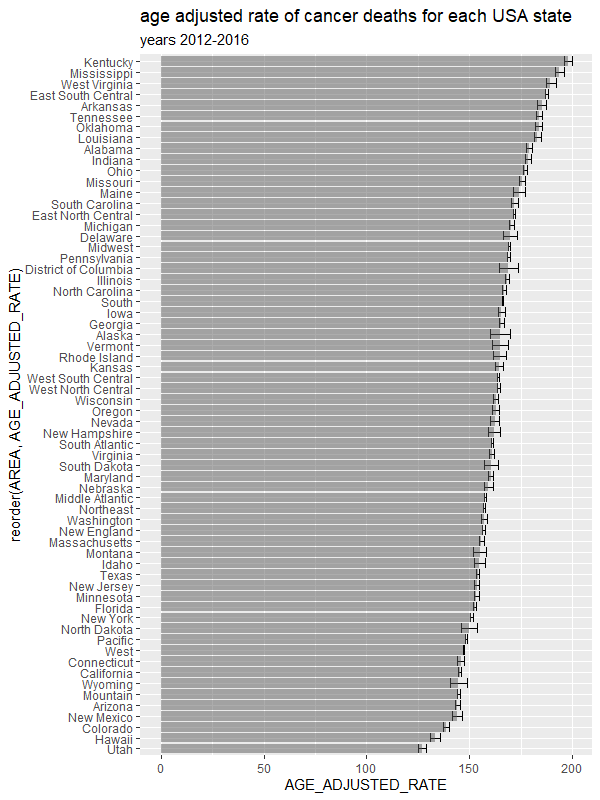 age adjusted rate of cancer deaths for each USA state
years 2012-2016
reorder(AREA, AGE_ADJUSTED_RATE)
Kentucky
Mississippi
West Virginia
East South Central
Arkansas
Tennessee
Oklahoma
Louisiana
Alabama
Indiana
Ohio
Missouri
Maine
South Carolina
East North Central
Michigan
Delaware
Midwest
Pennsylvania
District of Columbia
Illinois
North Carolina
South
Iowa
Georgia
Alaska
Vermont
Rhode Island
Kansas
West South Central
West North Central
Wisconsin
Oregon
Nevada
New Hampshire
South Atlantic
Virginia
South Dakota
Maryland
Nebraska
Middle Atlantic
Northeast
Washington
New England
Massachusetts
Montana
Idaho
Texas
New Jersey
Minnesota
Florida
New York
North Dakota
Pacific
West
Connecticut
California
Wyoming
Mountain
Arizona
New Mexico
Colorado
Hawaii
Utah
0 50 100 150 200
AGE_ADJUSTED_RATE